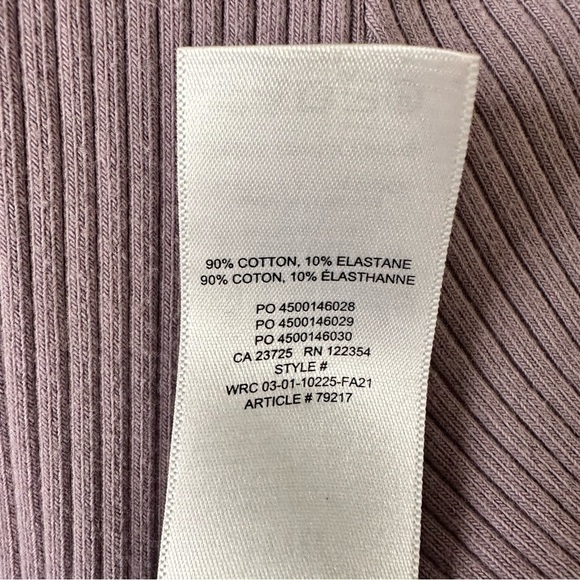 90% COTTON, 10% ELASTANE
90% COTON, 10% ÉLASTHANNE
PO 4500146028
PO 4500146029
PO 4500146030
CA 23725 RN 122354
STYLE #
WRC 03-01-10225-FA21
ARTICLE # 79217